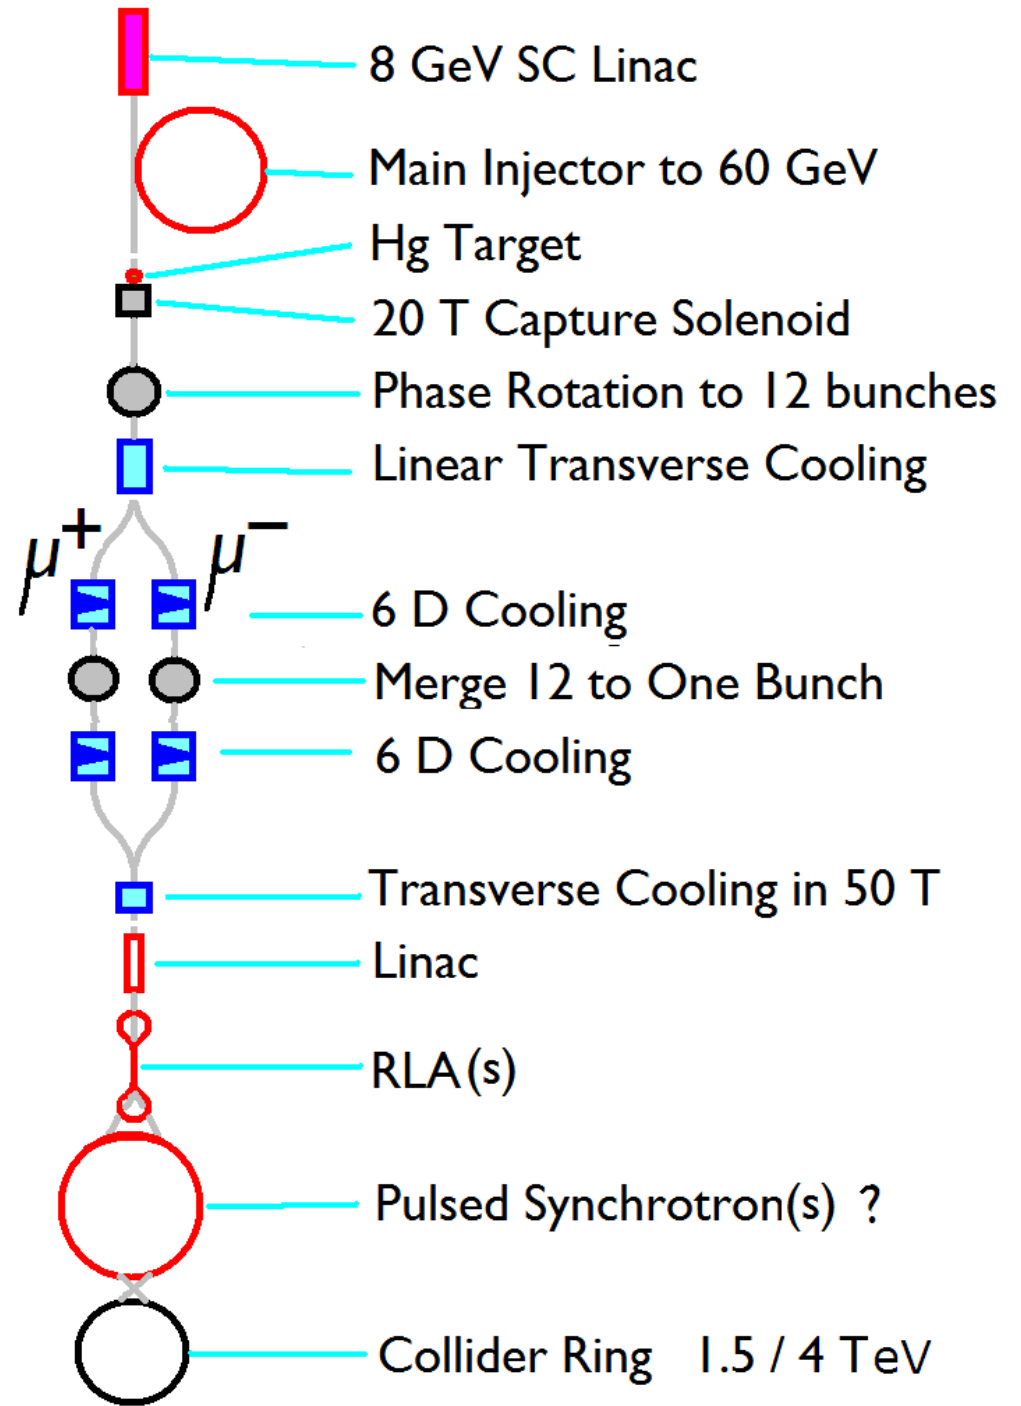 8 GeV SC Linac
Main Injector to 60 GeV
Hg Target
20 T Capture Solenoid
Phase Rotation to 12 bunches
Linear Transverse Cooling
μ+ μ−
6 D Cooling
Merge 12 to One Bunch
6 D Cooling
Transverse Cooling in 50 T
Linac
RLA(s)
Pulsed Synchrotron(s) ?
Collider Ring 1.5 / 4 TeV